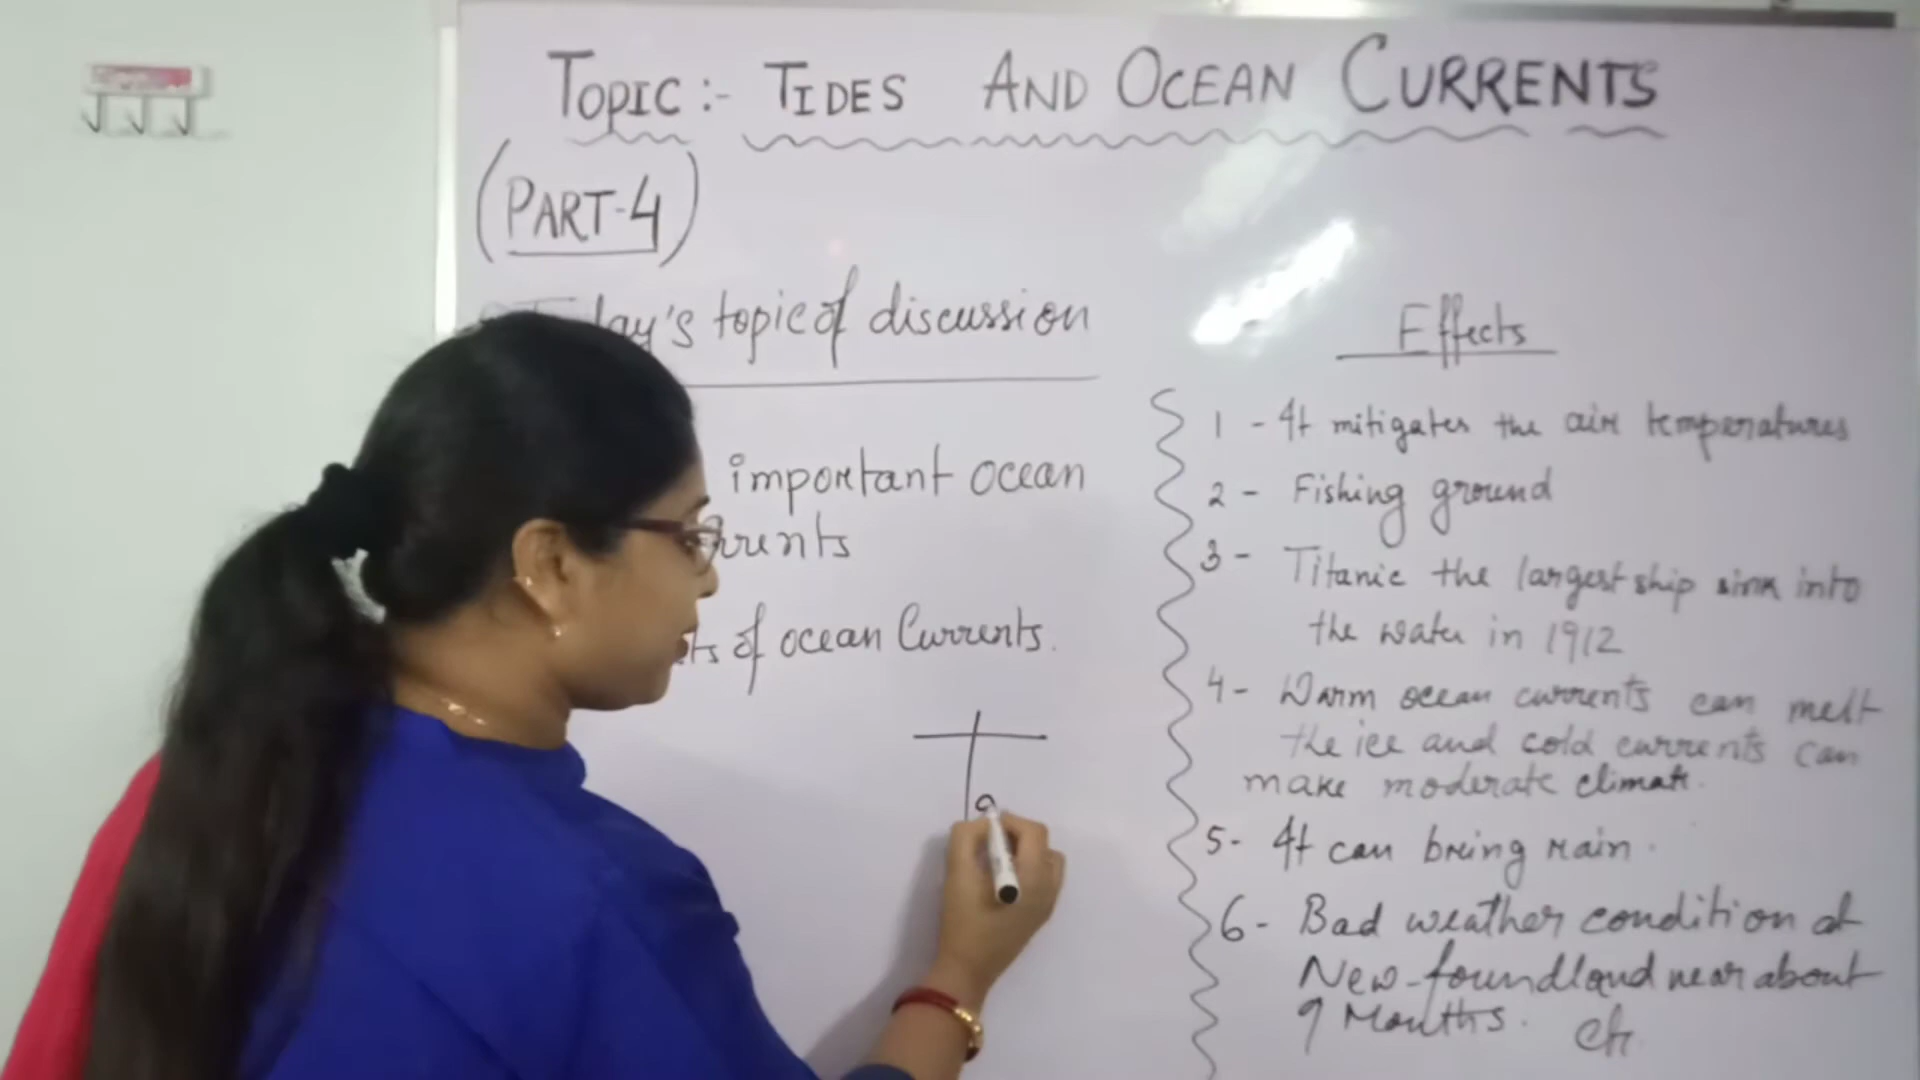 TOPIC :- TIDES AND OCEAN CURRENTS
(PART-4)
ay's topic of discussion
important ocean
rrents
ts of ocean Currents.
Effects
1 - It mitigates the air temperatures
2 - Fishing ground
3 - Titanic the largest ship sink into
the water in 1912
4 - Warm ocean currents can melt
the ice and cold currents can
make moderate climate.
5 - It can bring rain.
6 - Bad weather condition at
New-foundland near about
9 Months. etc